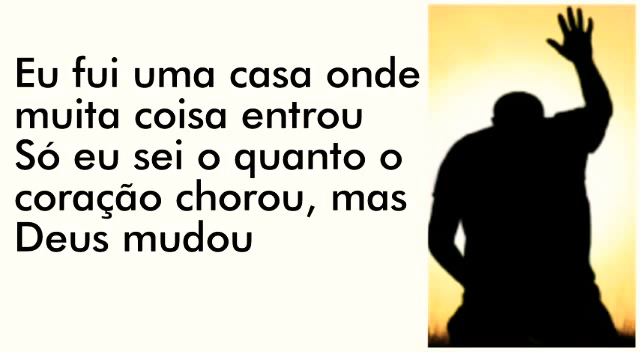 Eu fui uma casa onde
muita coisa entrou
Só eu sei o quanto o
coração chorou, mas
Deus mudou